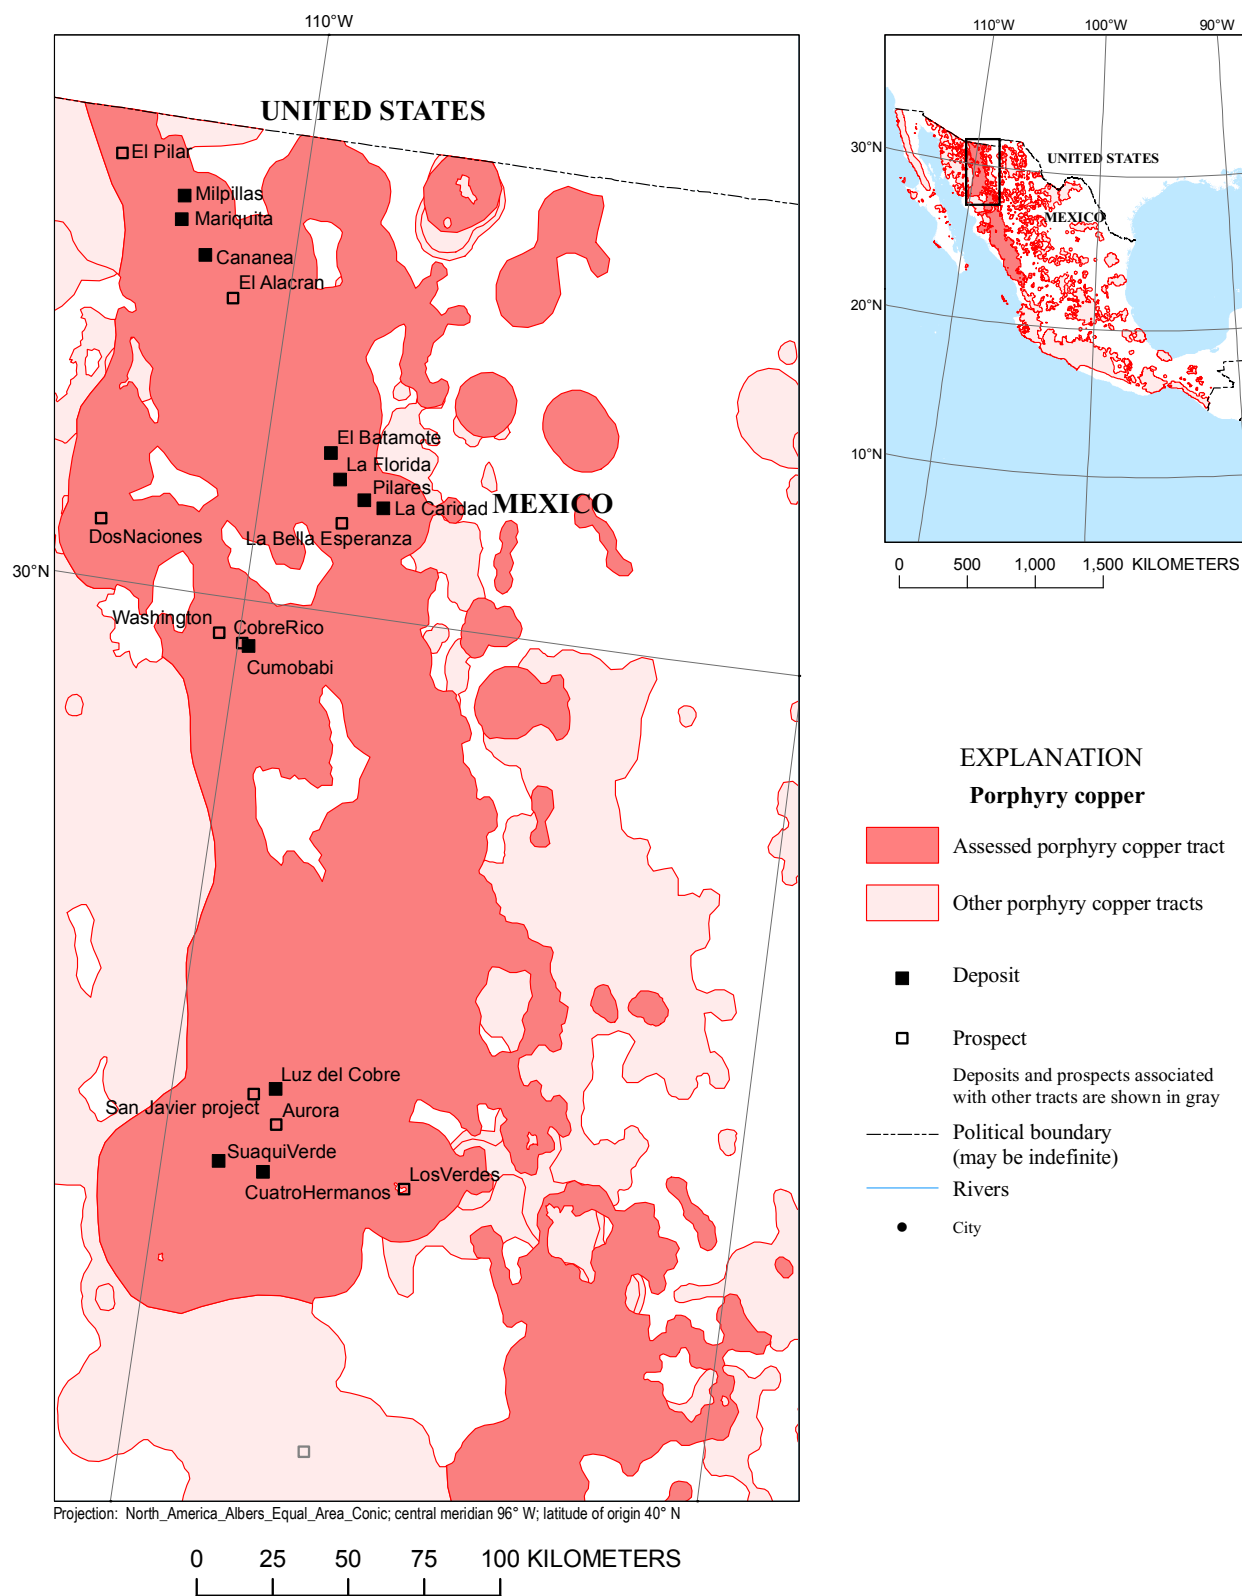 110°W
UNITED STATES
El Pilar
Milpillas
Mariquita
Cananea
El Alacran
El Batamote
La Florida
Pilares
La Caridad
MEXICO
DosNaciones
La Bella Esperanza
30°N
Washington
CobreRico
Cumobabi
Luz del Cobre
San Javier project
Aurora
SuaquiVerde
CuatroHermanos
LosVerdes
Projection: North_America_Albers_Equal_Area_Conic; central meridian 96° W; latitude of origin 40° N
0 25 50 75 100 KILOMETERS
110°W 100°W 90°W
30°N
UNITED STATES
MEXICO
20°N
10°N
0 500 1,000 1,500 KILOMETERS
EXPLANATION
Porphyry copper
Assessed porphyry copper tract
Other porphyry copper tracts
Deposit
Prospect
Deposits and prospects associated
with other tracts are shown in gray
Political boundary
(may be indefinite)
Rivers
City